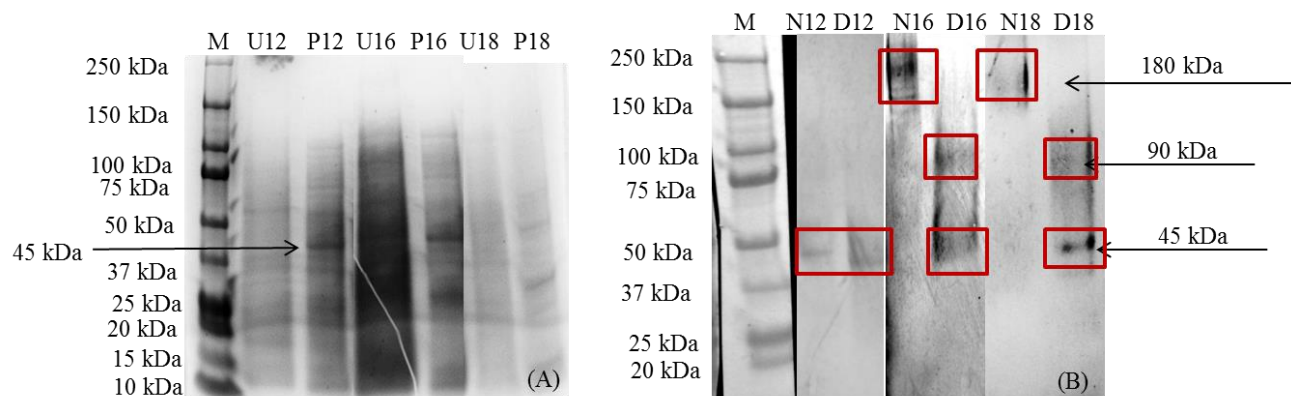 M U12 P12 U16 P16 U18 P18
250 kDa
150 kDa
100 kDa
75 kDa
50 kDa
45 kDa
37 kDa
25 kDa
20 kDa
15 kDa
10 kDa
(A)
M N12 D12 N16 D16 N18 D18
250 kDa
180 kDa
150 kDa
100 kDa
90 kDa
75 kDa
50 kDa
45 kDa
37 kDa
25 kDa
20 kDa
(B)